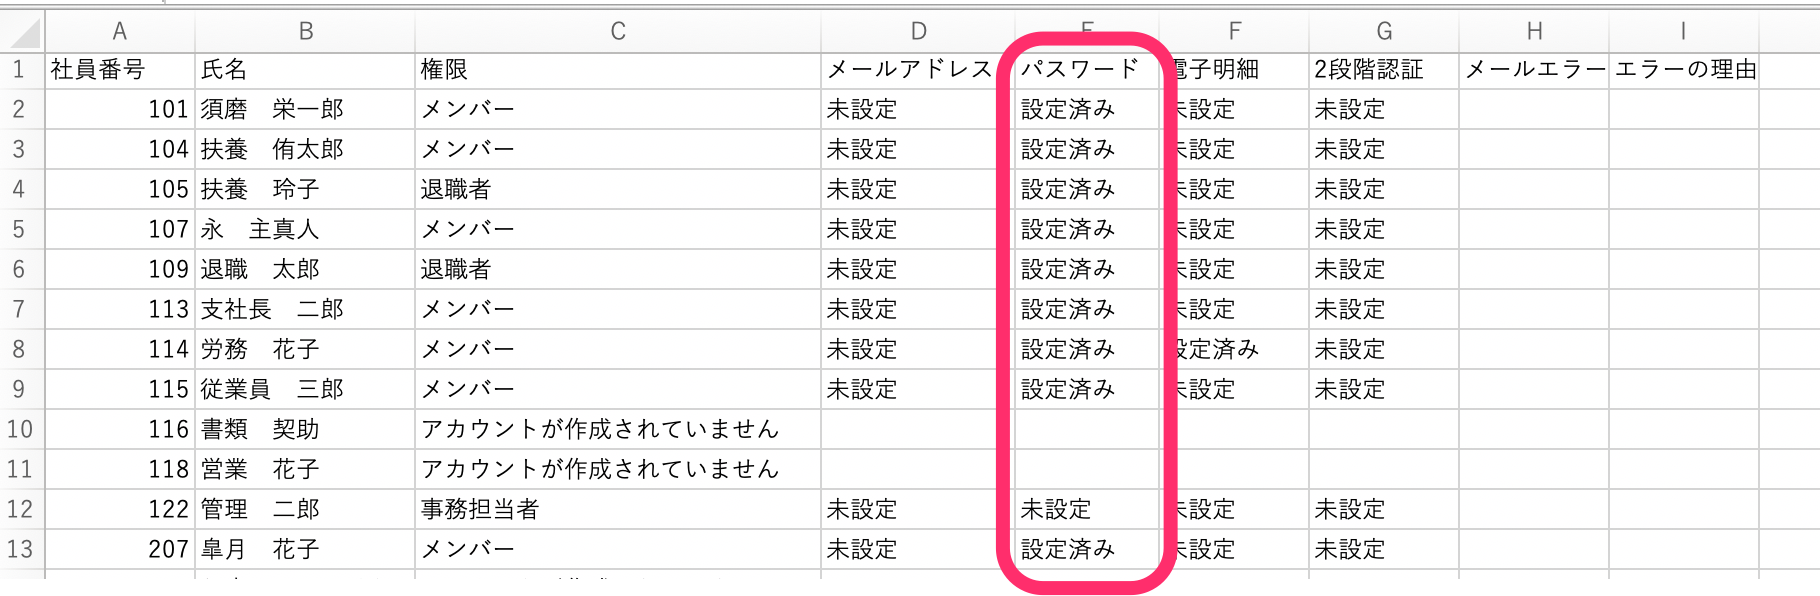 A B C D E F G H I
1 社員番号 氏名 権限 メールアドレス パスワード 電子明細 2段階認証 メールエラー エラーの理由
2 101 須磨　栄一郎 メンバー 未設定 設定済み 未設定 未設定
3 104 扶養　侑太郎 メンバー 未設定 設定済み 未設定 未設定
4 105 扶養　玲子 退職者 未設定 設定済み 未設定 未設定
5 107 永　主真人 メンバー 未設定 設定済み 未設定 未設定
6 109 退職　太郎 退職者 未設定 設定済み 未設定 未設定
7 113 支社長　二郎 メンバー 未設定 設定済み 未設定 未設定
8 114 労務　花子 メンバー 未設定 設定済み 設定済み 未設定
9 115 従業員　三郎 メンバー 未設定 設定済み 未設定 未設定
10 116 書類　契助 アカウントが作成されていません
11 118 営業　花子 アカウントが作成されていません
12 122 管理　二郎 事務担当者 未設定 未設定 未設定 未設定
13 207 皐月　花子 メンバー 未設定 設定済み 未設定 未設定